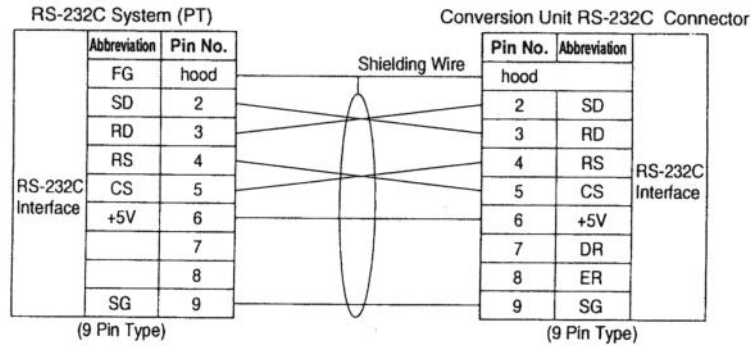 RS-232C System (PT)
Conversion Unit RS-232C Connector
Abbreviation Pin No.
Shielding Wire
Pin No. Abbreviation
FG hood
hood
SD 2
2 SD
RD 3
3 RD
RS 4
4 RS
CS 5
5 CS
RS-232C
Interface
RS-232C
Interface
+5V 6
6 +5V
7
7 DR
8
8 ER
SG 9
9 SG
(9 Pin Type)
(9 Pin Type)